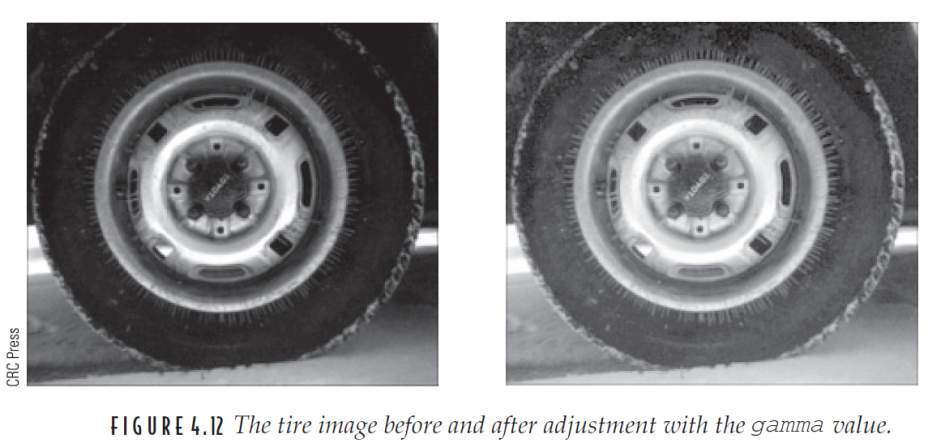 CRC Press
FIGURE 4.12 The tire image before and after adjustment with the gamma value.